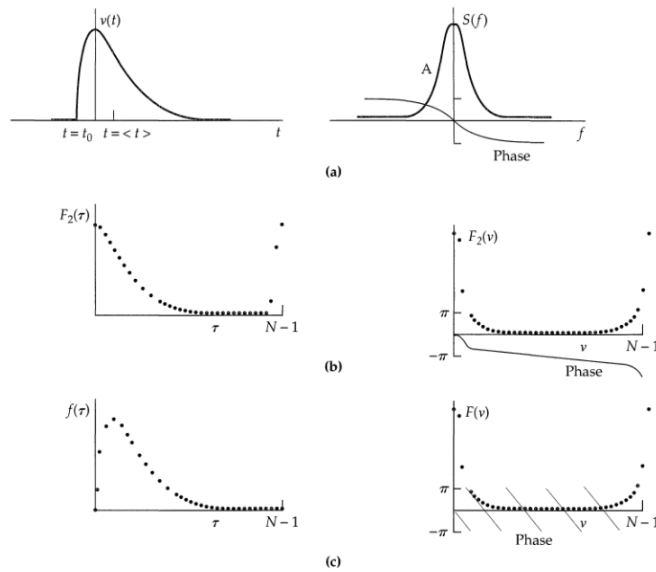 v(t)
t = t₀ t = <t> t
S(f)
A
f
Phase
(a)
F₂(τ)
τ N − 1
F₂(ν)
π
−π
ν N − 1
Phase
(b)
f(τ)
τ N − 1
F(ν)
π
−π
ν N − 1
Phase
(c)